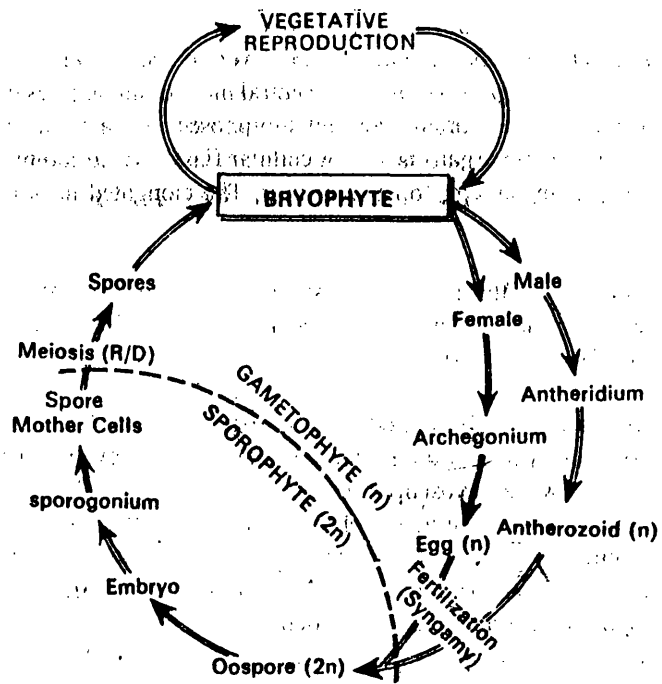 VEGETATIVE
REPRODUCTION
BRYOPHYTE
Spores
Male
Female
Meiosis (R/D)
GAMETOPHYTE (n)
SPOROPHYTE (2n)
Spore
Mother Cells
Antheridium
Archegonium
sporogonium
Egg (n)
Antherozoid (n)
Fertilization
(Syngamy)
Embryo
Oospore (2n)